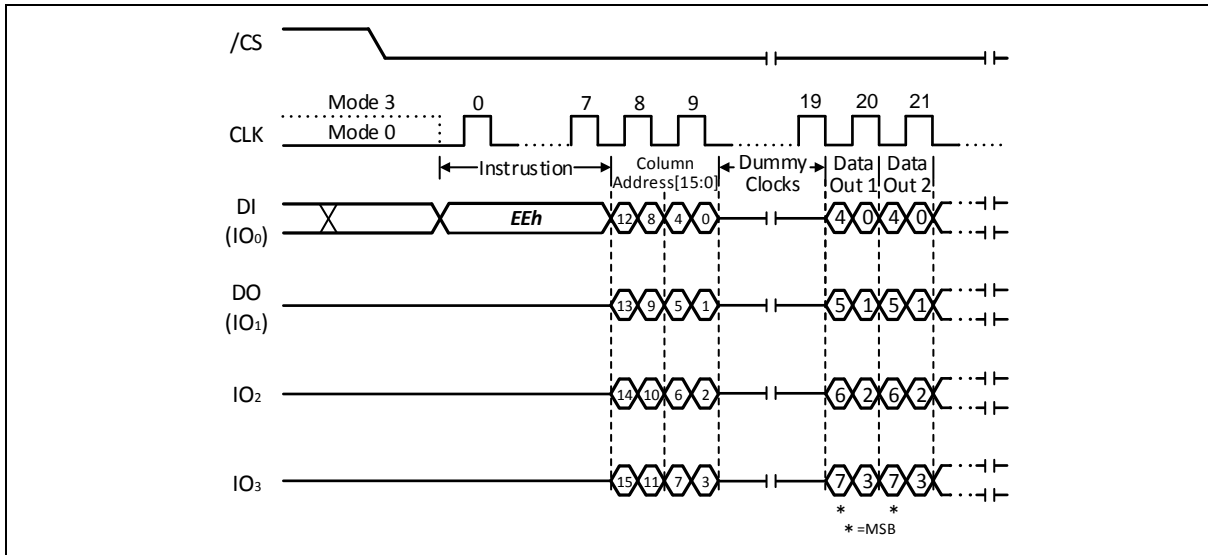 /CS
Mode 3
0 7 8 9 19 20 21
CLK
Mode 0
Instrustion
Column
Address[15:0]
Dummy
Clocks
Data
Out 1
Data
Out 2
DI
(IO0)
EEh
12 8 4 0
4 0 4 0
DO
(IO1)
13 9 5 1
5 1 5 1
IO2
14 10 6 2
6 2 6 2
IO3
15 11 7 3
7 3 7 3
* *
* =MSB